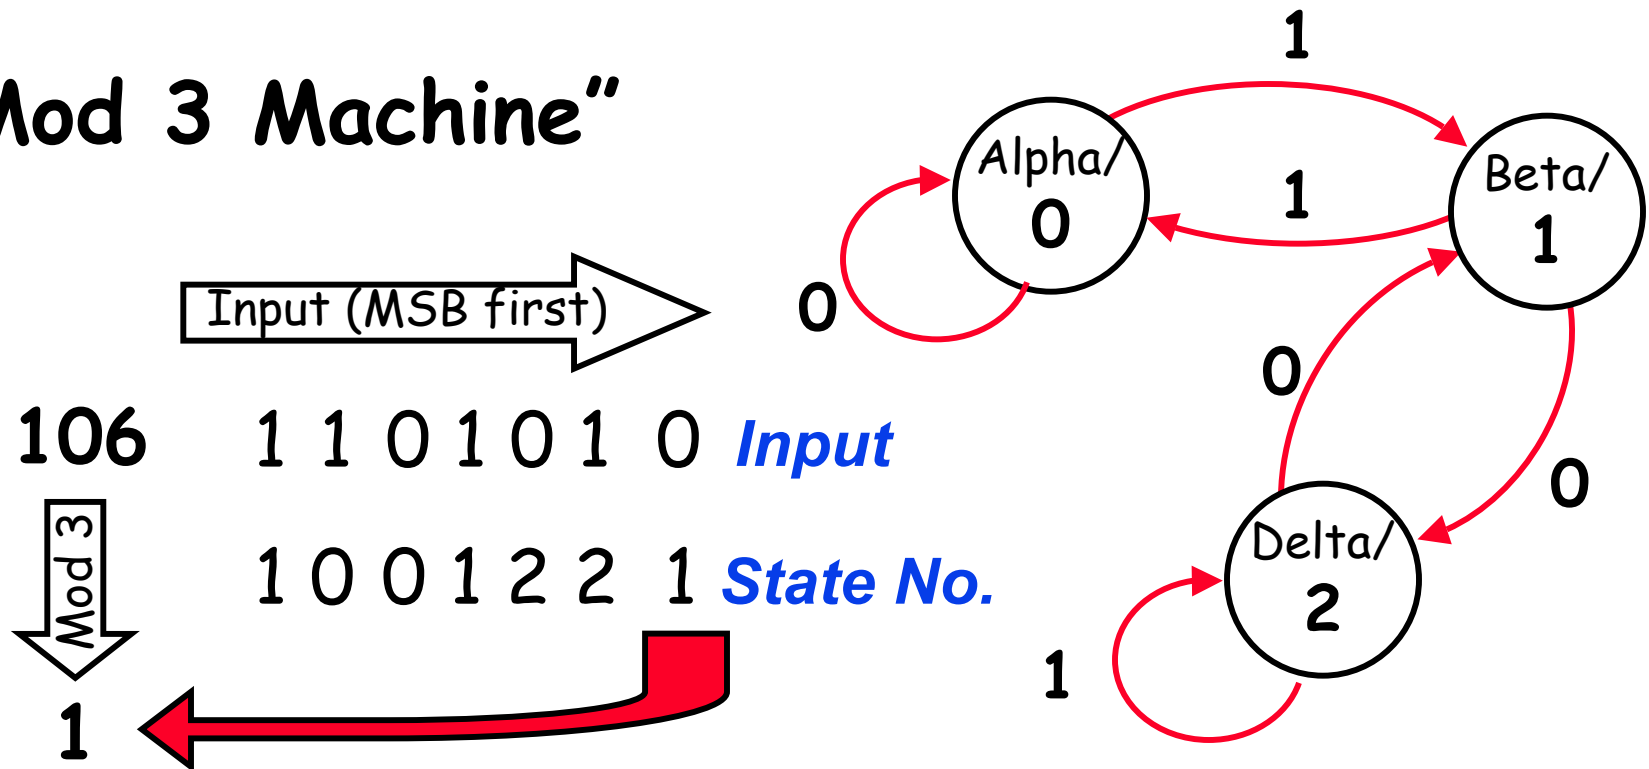 Mod 3 Machine”
Input (MSB first)
106
1 1 0 1 0 1 0 Input
Mod 3
1 0 0 1 2 2 1 State No.
1
1
Alpha/
0
Beta/
1
1
0
0
0
Delta/
2
1